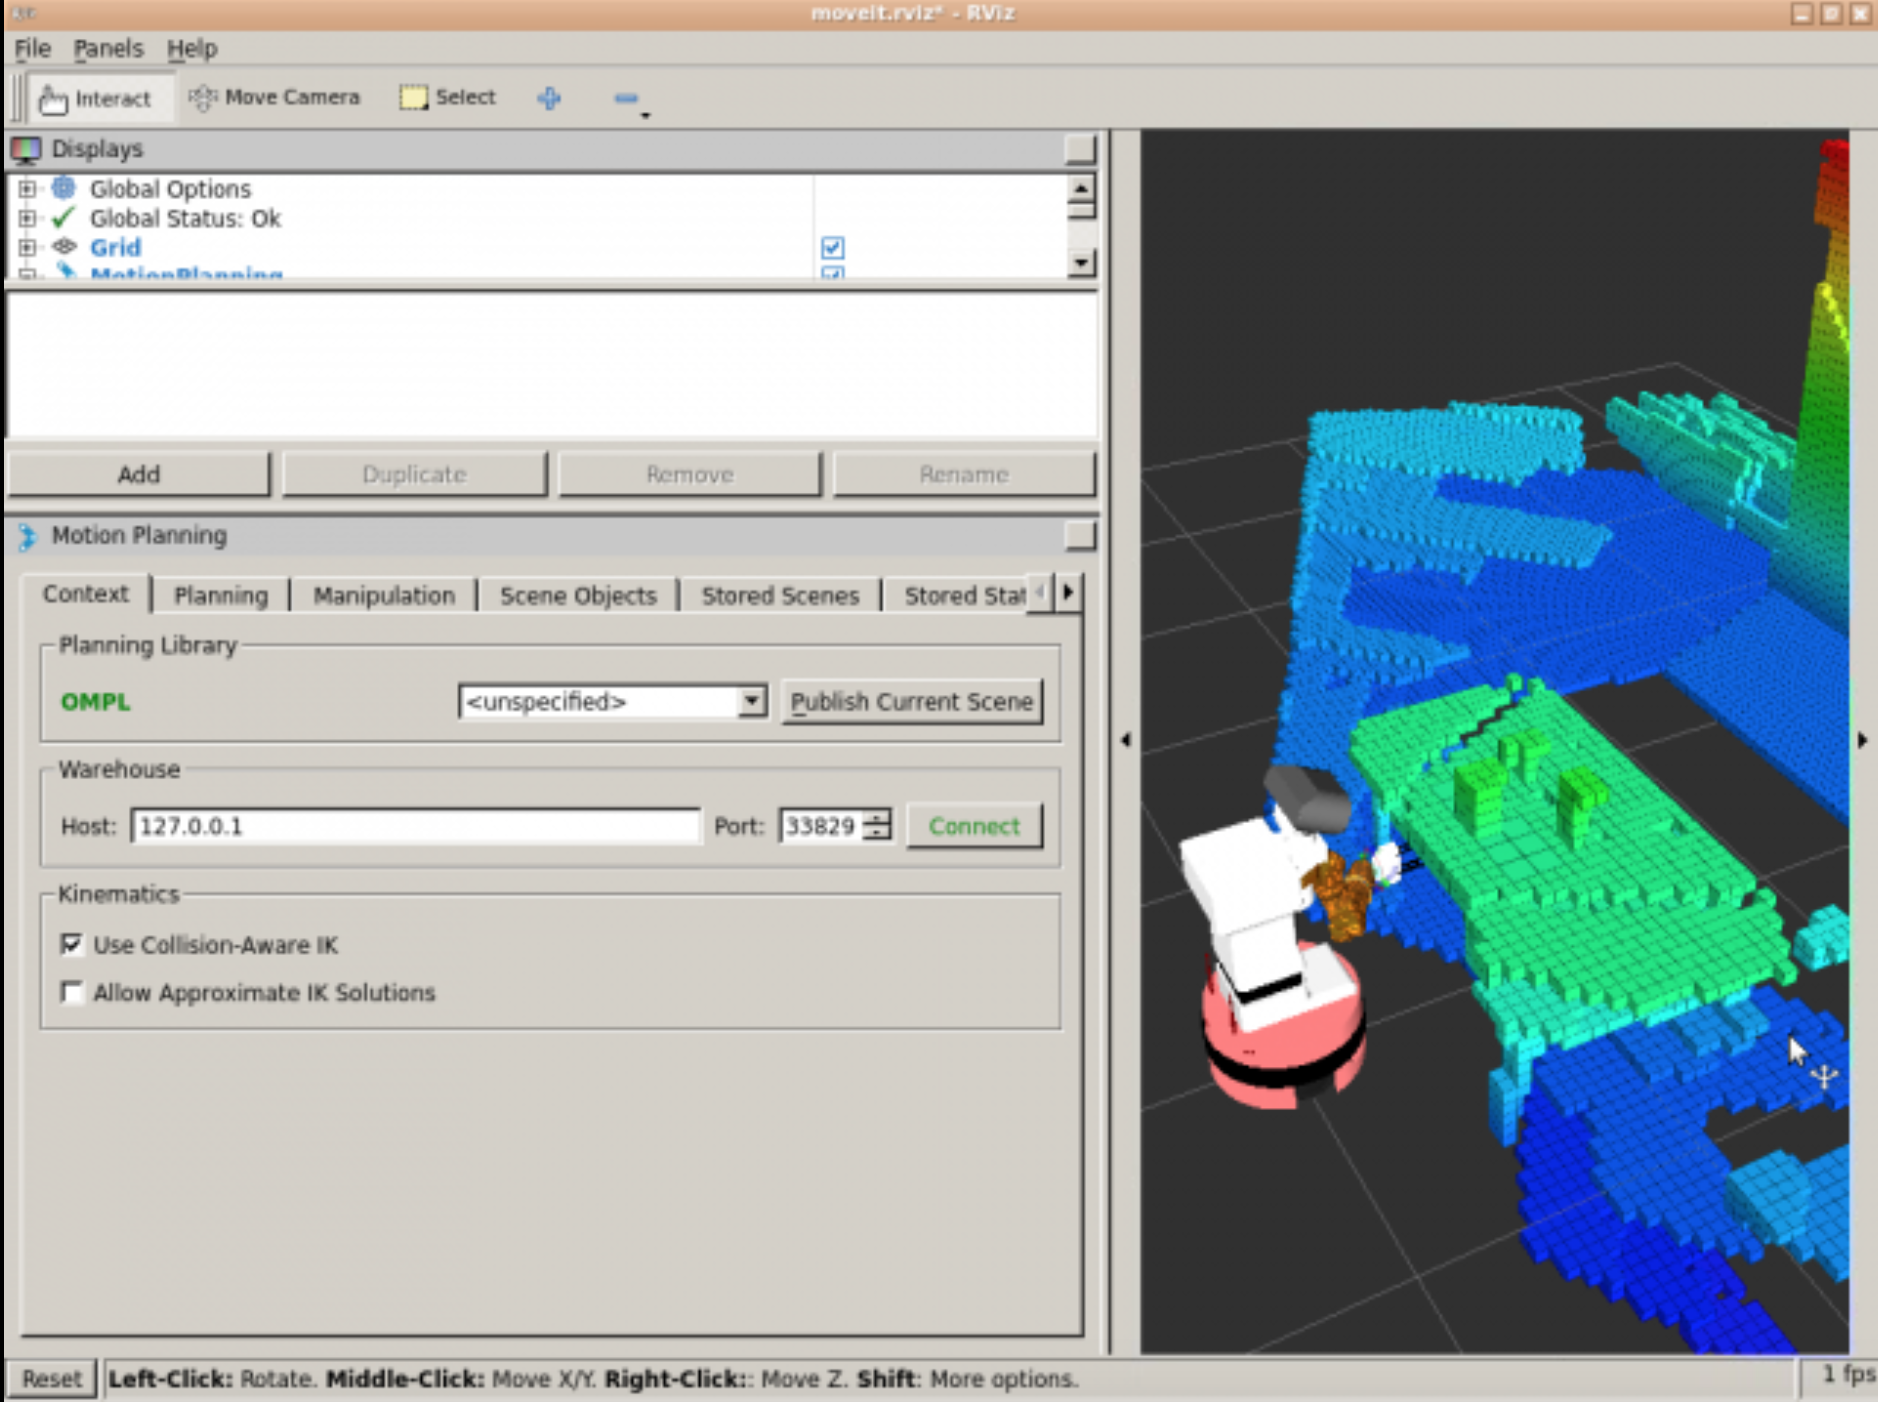 moveit.rviz* - RViz
File Panels Help
Interact Move Camera Select
Displays
Global Options
Global Status: Ok
Grid
MotionPlanning
Add Duplicate Remove Rename
Motion Planning
Context Planning Manipulation Scene Objects Stored Scenes Stored Stat
Planning Library
OMPL <unspecified> Publish Current Scene
Warehouse
Host: 127.0.0.1 Port: 33829 Connect
Kinematics
Use Collision-Aware IK
Allow Approximate IK Solutions
Reset Left-Click: Rotate. Middle-Click: Move X/Y. Right-Click:: Move Z. Shift: More options. 1 fps